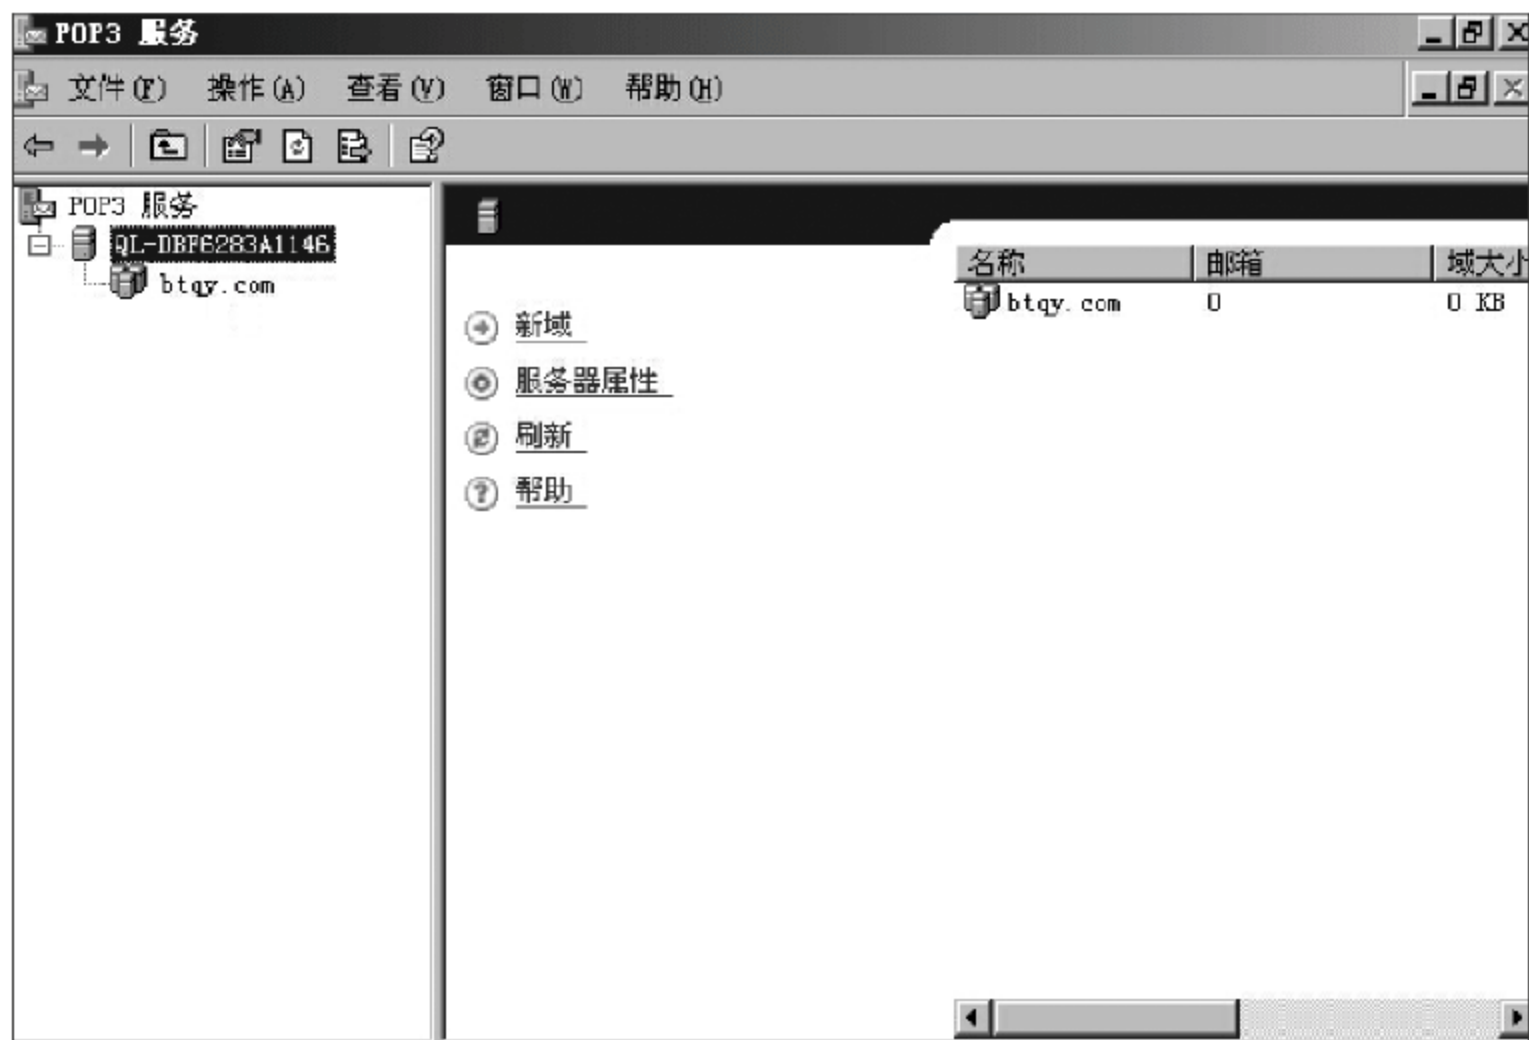 POP3 服务
文件(F) 操作(A) 查看(V) 窗口(W) 帮助(H)
POP3 服务
QL-DBF6283A1146
btqy.com
新域
服务器属性
刷新
帮助
名称 邮箱 域大小
btqy.com 0 0 KB